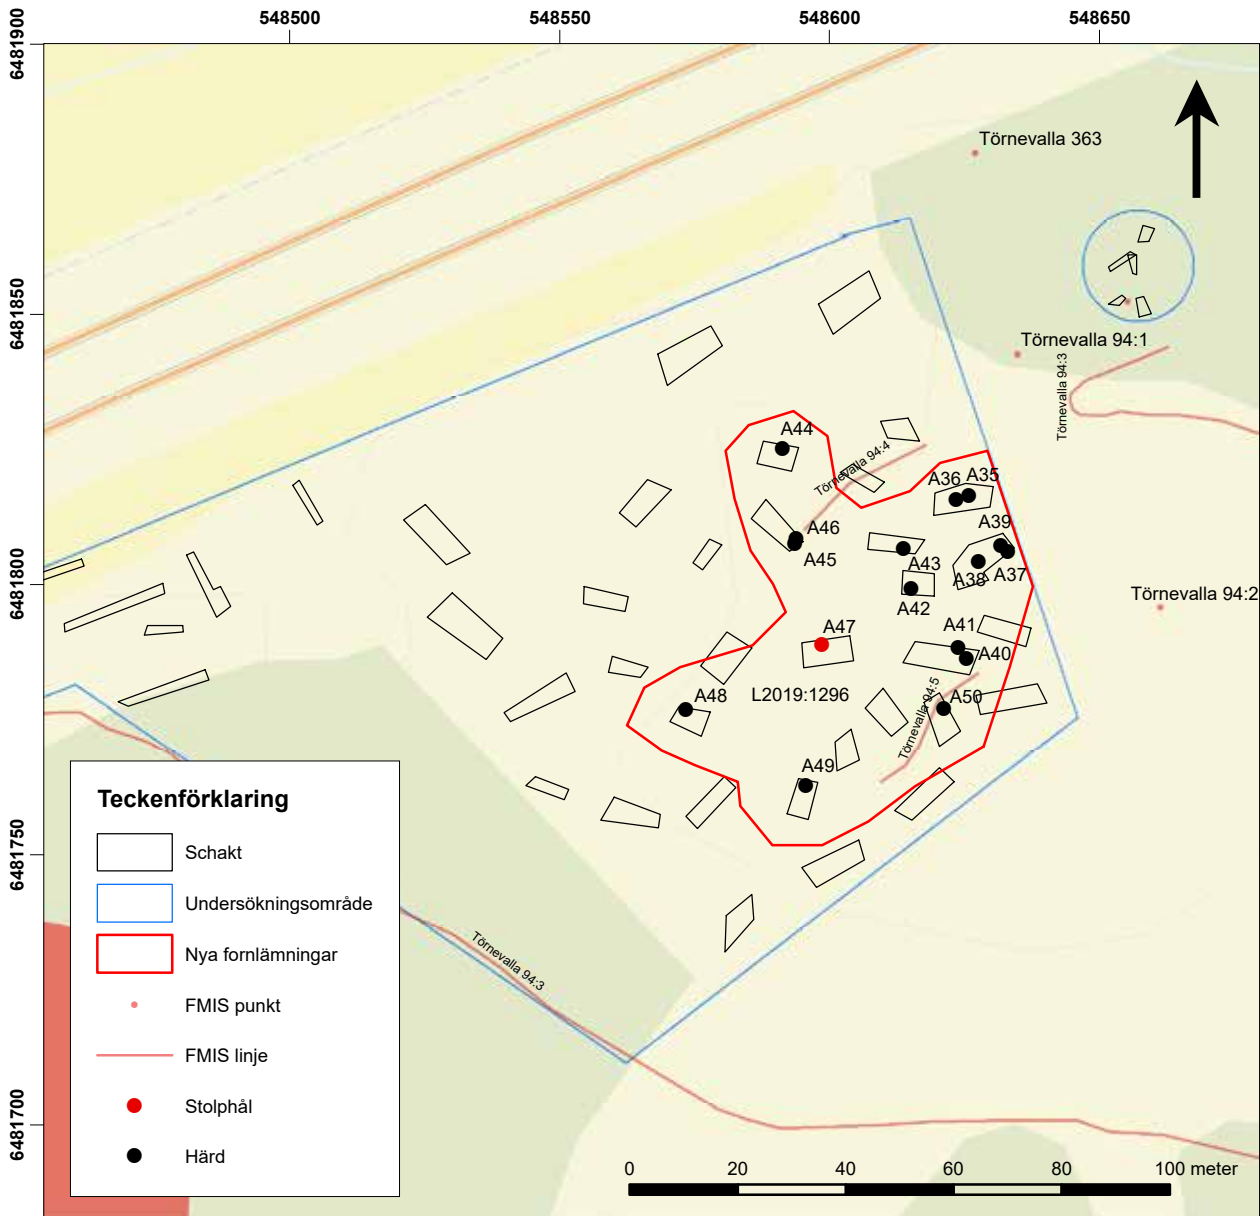 548500
548550
548600
548650
6481900
6481850
6481800
6481750
6481700
Törnevalla 363
Törnevalla 94:1
Törnevalla 94:3
Törnevalla 94:4
A44
A36
A35
A46
A45
A39
A43
A38
A37
A42
Törnevalla 94:2
A47
A41
A40
A48
L2019:1296
A50
Törnevalla 94:5
A49
Törnevalla 94:3
Teckenförklaring
Schakt
Undersökningsområde
Nya fornlämningar
FMIS punkt
FMIS linje
Stolphål
Härd
0 20 40 60 80 100 meter